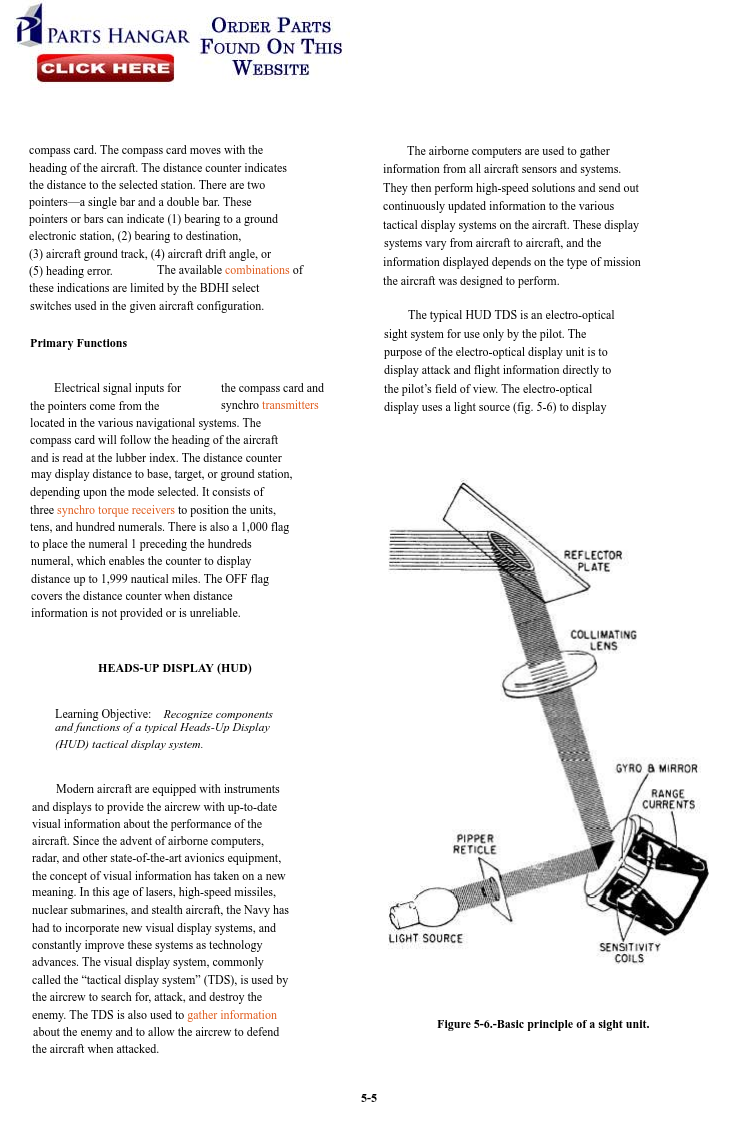 PARTS HANGAR
CLICK HERE
ORDER PARTS
FOUND ON THIS
WEBSITE
compass card. The compass card moves with the
heading of the aircraft. The distance counter indicates
the distance to the selected station. There are two
pointers—a single bar and a double bar. These
pointers or bars can indicate (1) bearing to a ground
electronic station, (2) bearing to destination,
(3) aircraft ground track, (4) aircraft drift angle, or
(5) heading error. The available combinations of
these indications are limited by the BDHI select
switches used in the given aircraft configuration.
Primary Functions
Electrical signal inputs for the compass card and
the pointers come from the synchro transmitters
located in the various navigational systems. The
compass card will follow the heading of the aircraft
and is read at the lubber index. The distance counter
may display distance to base, target, or ground station,
depending upon the mode selected. It consists of
three synchro torque receivers to position the units,
tens, and hundred numerals. There is also a 1,000 flag
to place the numeral 1 preceding the hundreds
numeral, which enables the counter to display
distance up to 1,999 nautical miles. The OFF flag
covers the distance counter when distance
information is not provided or is unreliable.
HEADS-UP DISPLAY (HUD)
Learning Objective: Recognize components
and functions of a typical Heads-Up Display
(HUD) tactical display system.
Modern aircraft are equipped with instruments
and displays to provide the aircrew with up-to-date
visual information about the performance of the
aircraft. Since the advent of airborne computers,
radar, and other state-of-the-art avionics equipment,
the concept of visual information has taken on a new
meaning. In this age of lasers, high-speed missiles,
nuclear submarines, and stealth aircraft, the Navy has
had to incorporate new visual display systems, and
constantly improve these systems as technology
advances. The visual display system, commonly
called the “tactical display system” (TDS), is used by
the aircrew to search for, attack, and destroy the
enemy. The TDS is also used to gather information
about the enemy and to allow the aircrew to defend
the aircraft when attacked.
The airborne computers are used to gather
information from all aircraft sensors and systems.
They then perform high-speed solutions and send out
continuously updated information to the various
tactical display systems on the aircraft. These display
systems vary from aircraft to aircraft, and the
information displayed depends on the type of mission
the aircraft was designed to perform.
The typical HUD TDS is an electro-optical
sight system for use only by the pilot. The
purpose of the electro-optical display unit is to
display attack and flight information directly to
the pilot’s field of view. The electro-optical
display uses a light source (fig. 5-6) to display
REFLECTOR
PLATE
COLLIMATING
LENS
GYRO & MIRROR
RANGE
CURRENTS
PIPPER
RETICLE
LIGHT SOURCE
SENSITIVITY
COILS
Figure 5-6.-Basic principle of a sight unit.
5-5